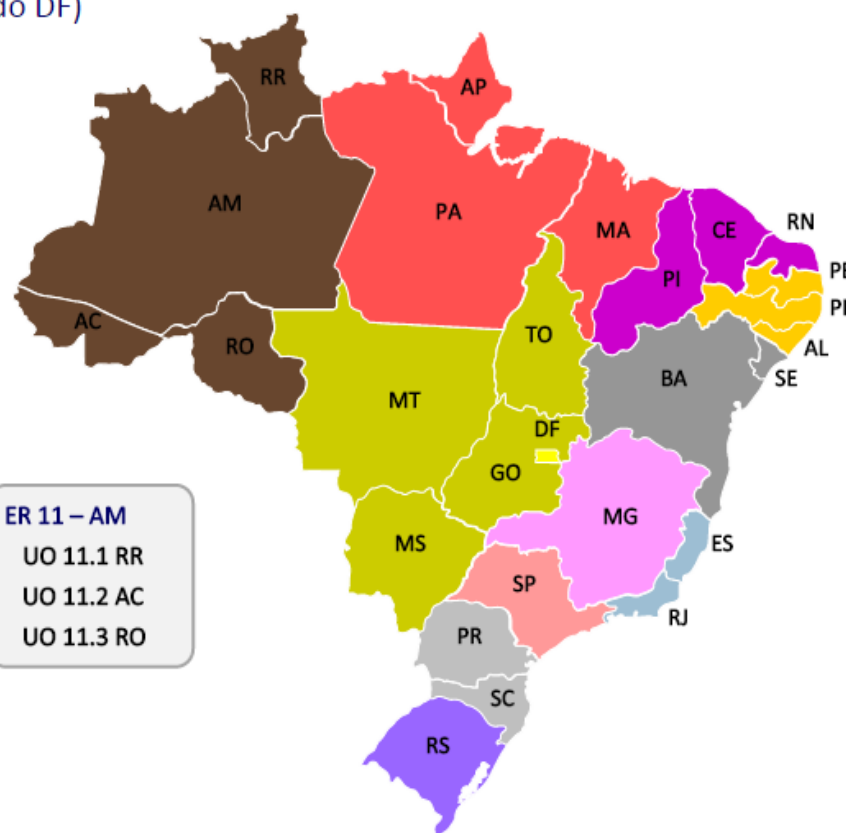 do DF)
RR
AP
AM
PA
MA
CE
RN
PI
PB
PE
AC
RO
TO
AL
SE
BA
MT
DF
GO
ER 11 – AM
UO 11.1 RR
UO 11.2 AC
UO 11.3 RO
MG
MS
ES
SP
RJ
PR
SC
RS